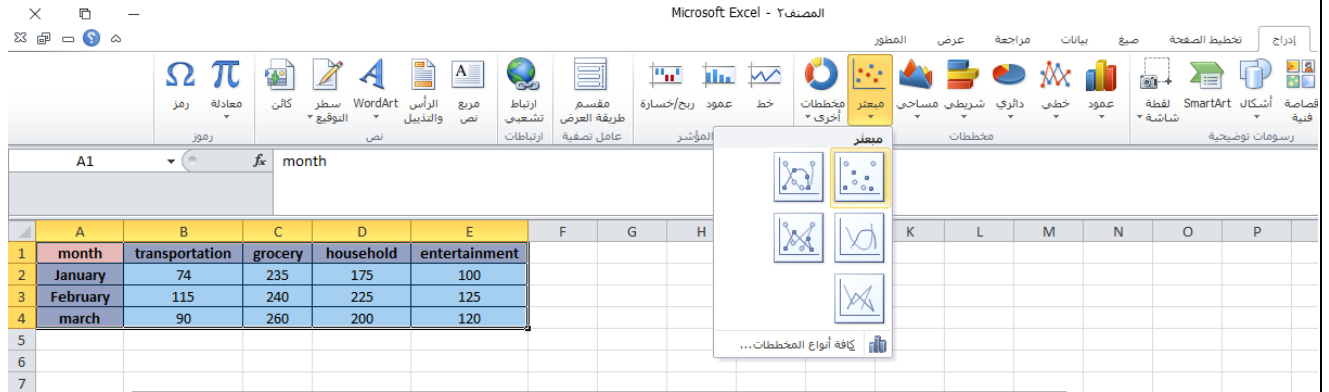 المصنف٢ - Microsoft Excel
إدراج تخطيط الصفحة صيغ بيانات مراجعة عرض المطور
قصاصة فنية
أشكال
SmartArt
لقطة شاشة
رسومات توضيحية
عمود
خطي
دائري
شريطي
مساحي
مبعثر
مخططات أخرى
مخططات
خط
عمود
ربح/خسارة
المؤشر
مقسم طريقة العرض
عامل تصفية
ارتباط تشعبي
ارتباطات
مربع نص
الرأس والتذييل
WordArt
سطر التوقيع
كائن
نص
معادلة
رمز
رموز
A1 fx month
مبعثر
كافة أنواع المخططات...
A B C D E F G H K L M N O P
1 month transportation grocery household entertainment
2 January 74 235 175 100
3 February 115 240 225 125
4 march 90 260 200 120
5
6
7